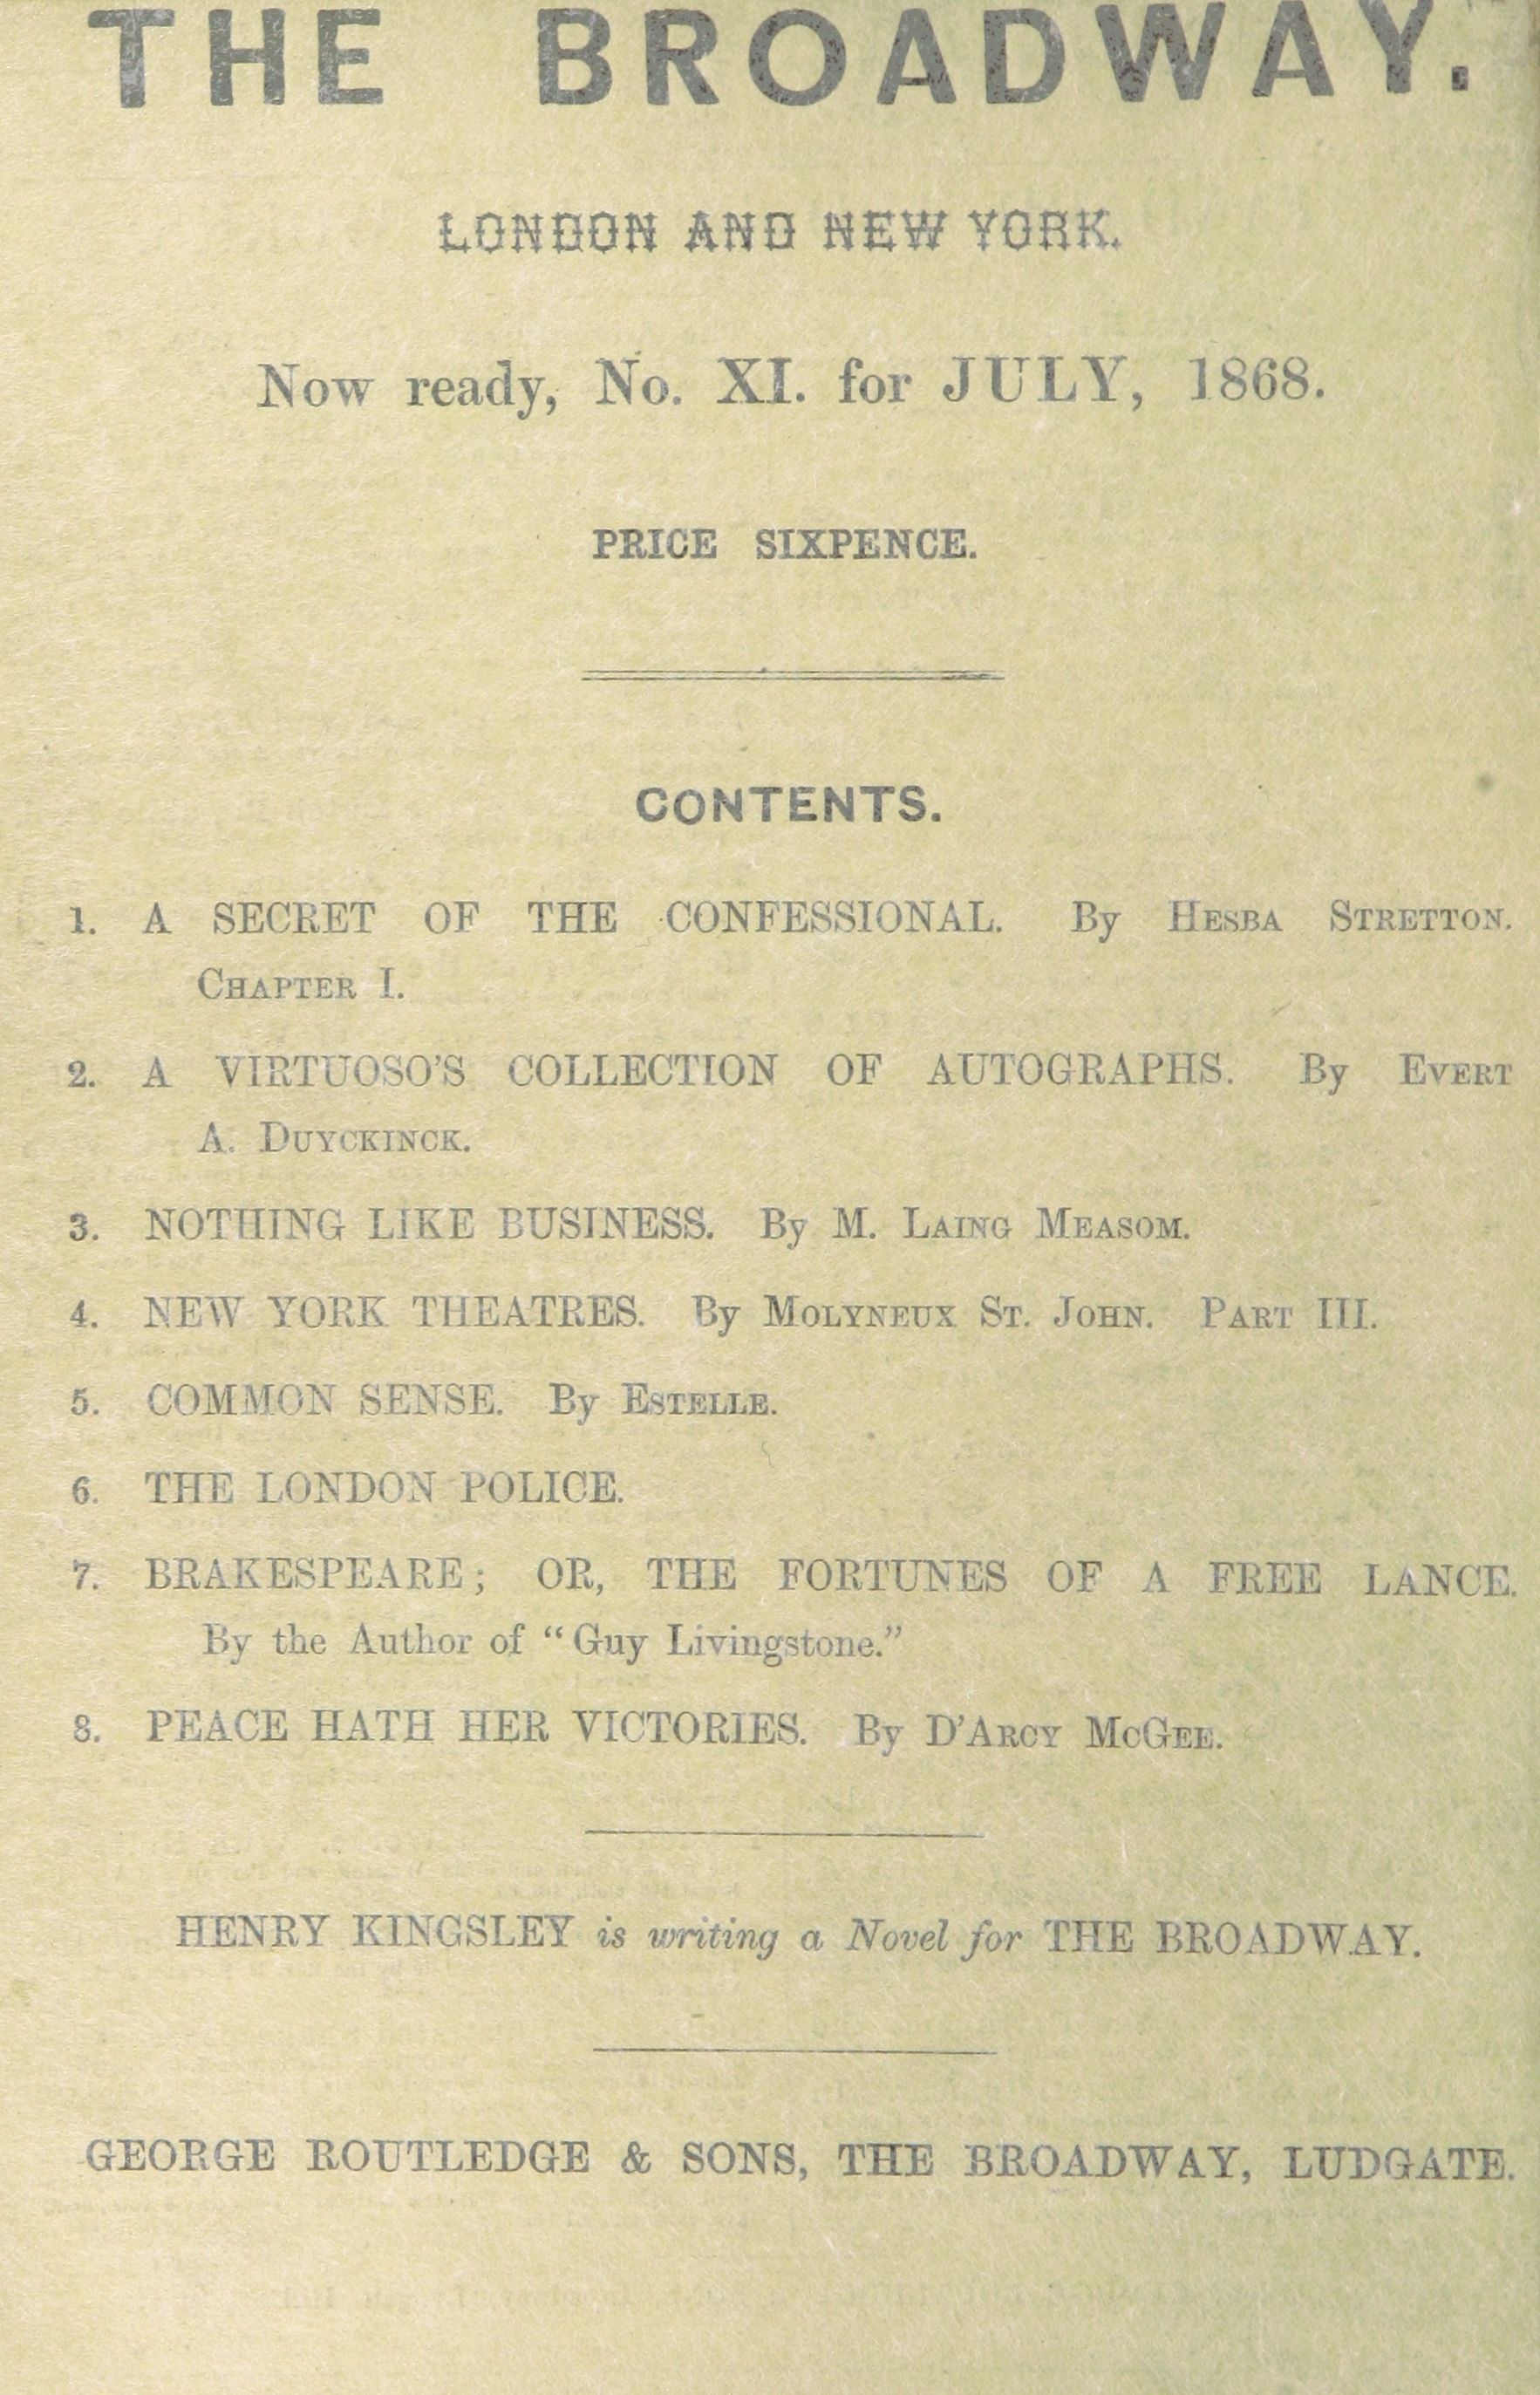 THE BROADWAY.
LONDON AND NEW YORK.
Now ready, No. XI. for JULY, 1868.
PRICE SIXPENCE.
CONTENTS.
1. A SECRET OF THE CONFESSIONAL. By HESBA STRETTON.
CHAPTER I.
2. A VIRTUOSO'S COLLECTION OF AUTOGRAPHS. By EVERT
A. DUYCKINCK.
3. NOTHING LIKE BUSINESS. By M. LAING MEASOM.
4. NEW YORK THEATRES. By MOLYNEUX ST. JOHN. PART III.
5. COMMON SENSE. By ESTELLE.
6. THE LONDON POLICE.
7. BRAKESPEARE; OR, THE FORTUNES OF A FREE LANCE.
By the Author of "Guy Livingstone."
8. PEACE HATH HER VICTORIES. By D'ARCY MCGEE.
HENRY KINGSLEY is writing a Novel for THE BROADWAY.
GEORGE ROUTLEDGE & SONS, THE BROADWAY, LUDGATE.